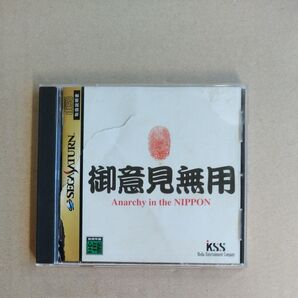 SEGA SATURN
御意見無用
Anarchy in the NIPPON
KSS
Media Entertainment Company